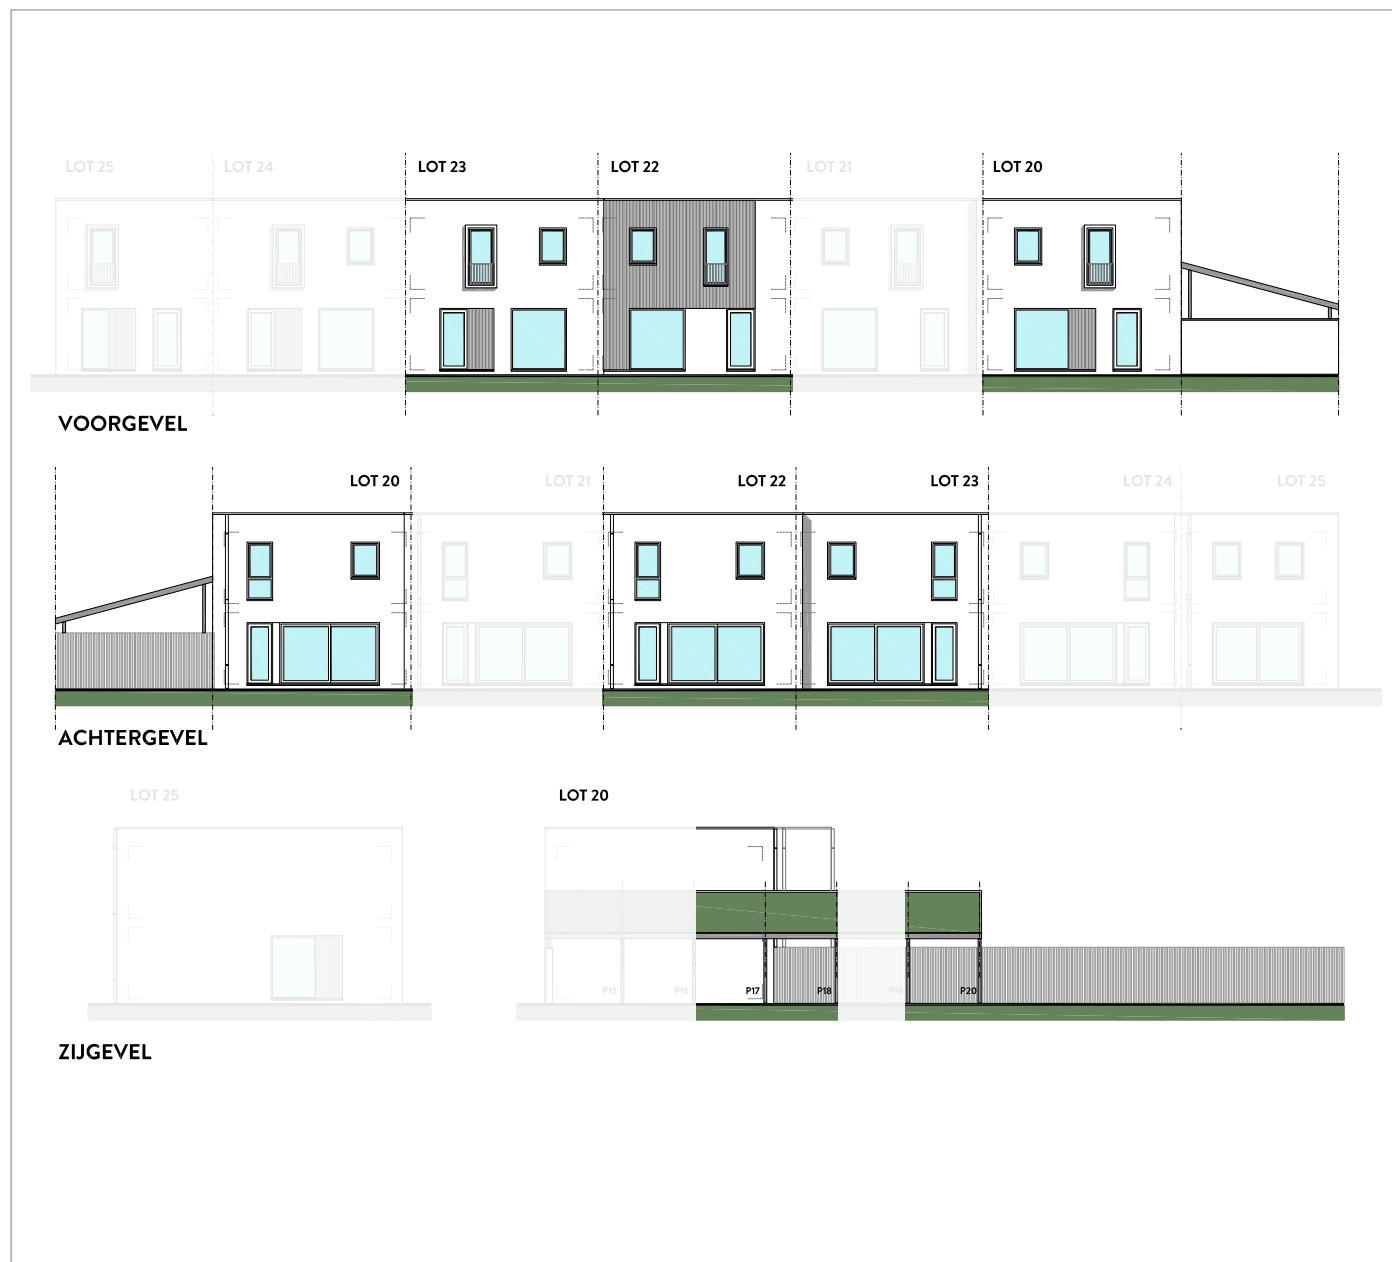 LOT 25 LOT 24 LOT 23 LOT 22 LOT 21 LOT 20
VOORGEVEL
LOT 20 LOT 21 LOT 22 LOT 23 LOT 24 LOT 25
ACHTERGEVEL
LOT 25 LOT 20
P15 P16 P17 P18 P19 P20
ZIJGEVEL